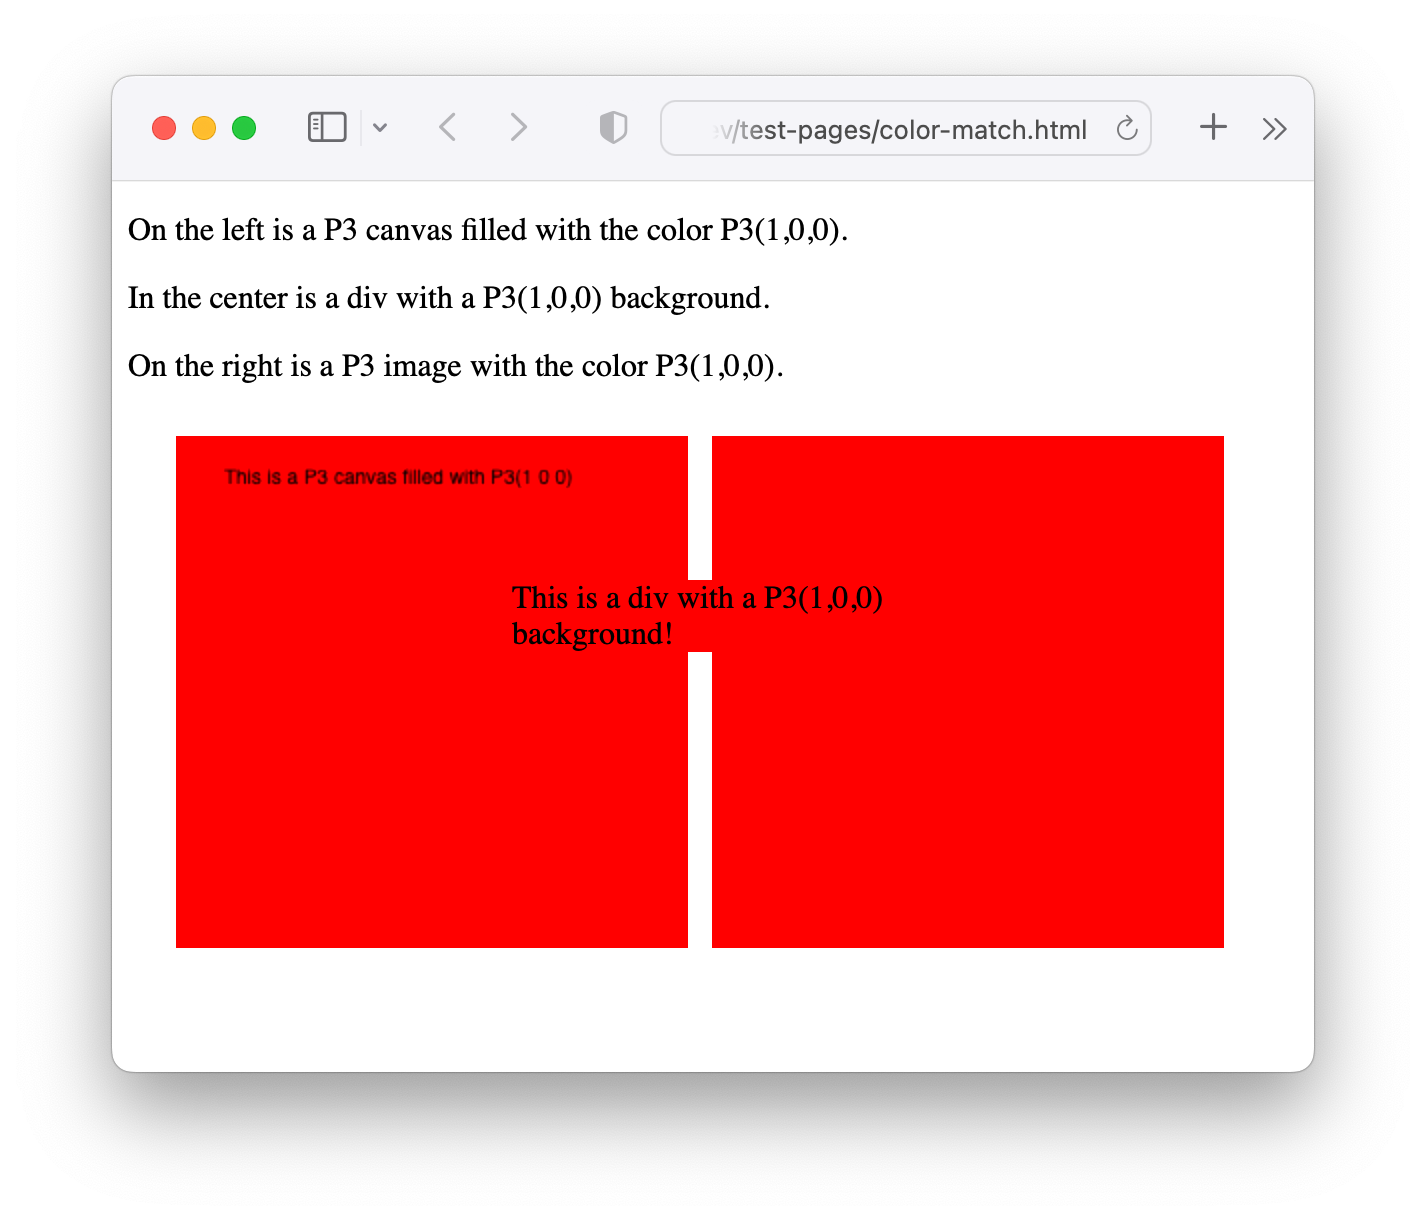 v/test-pages/color-match.html
On the left is a P3 canvas filled with the color P3(1,0,0).
In the center is a div with a P3(1,0,0) background.
On the right is a P3 image with the color P3(1,0,0).
This is a P3 canvas filled with P3(1 0 0)
This is a div with a P3(1,0,0)
background!